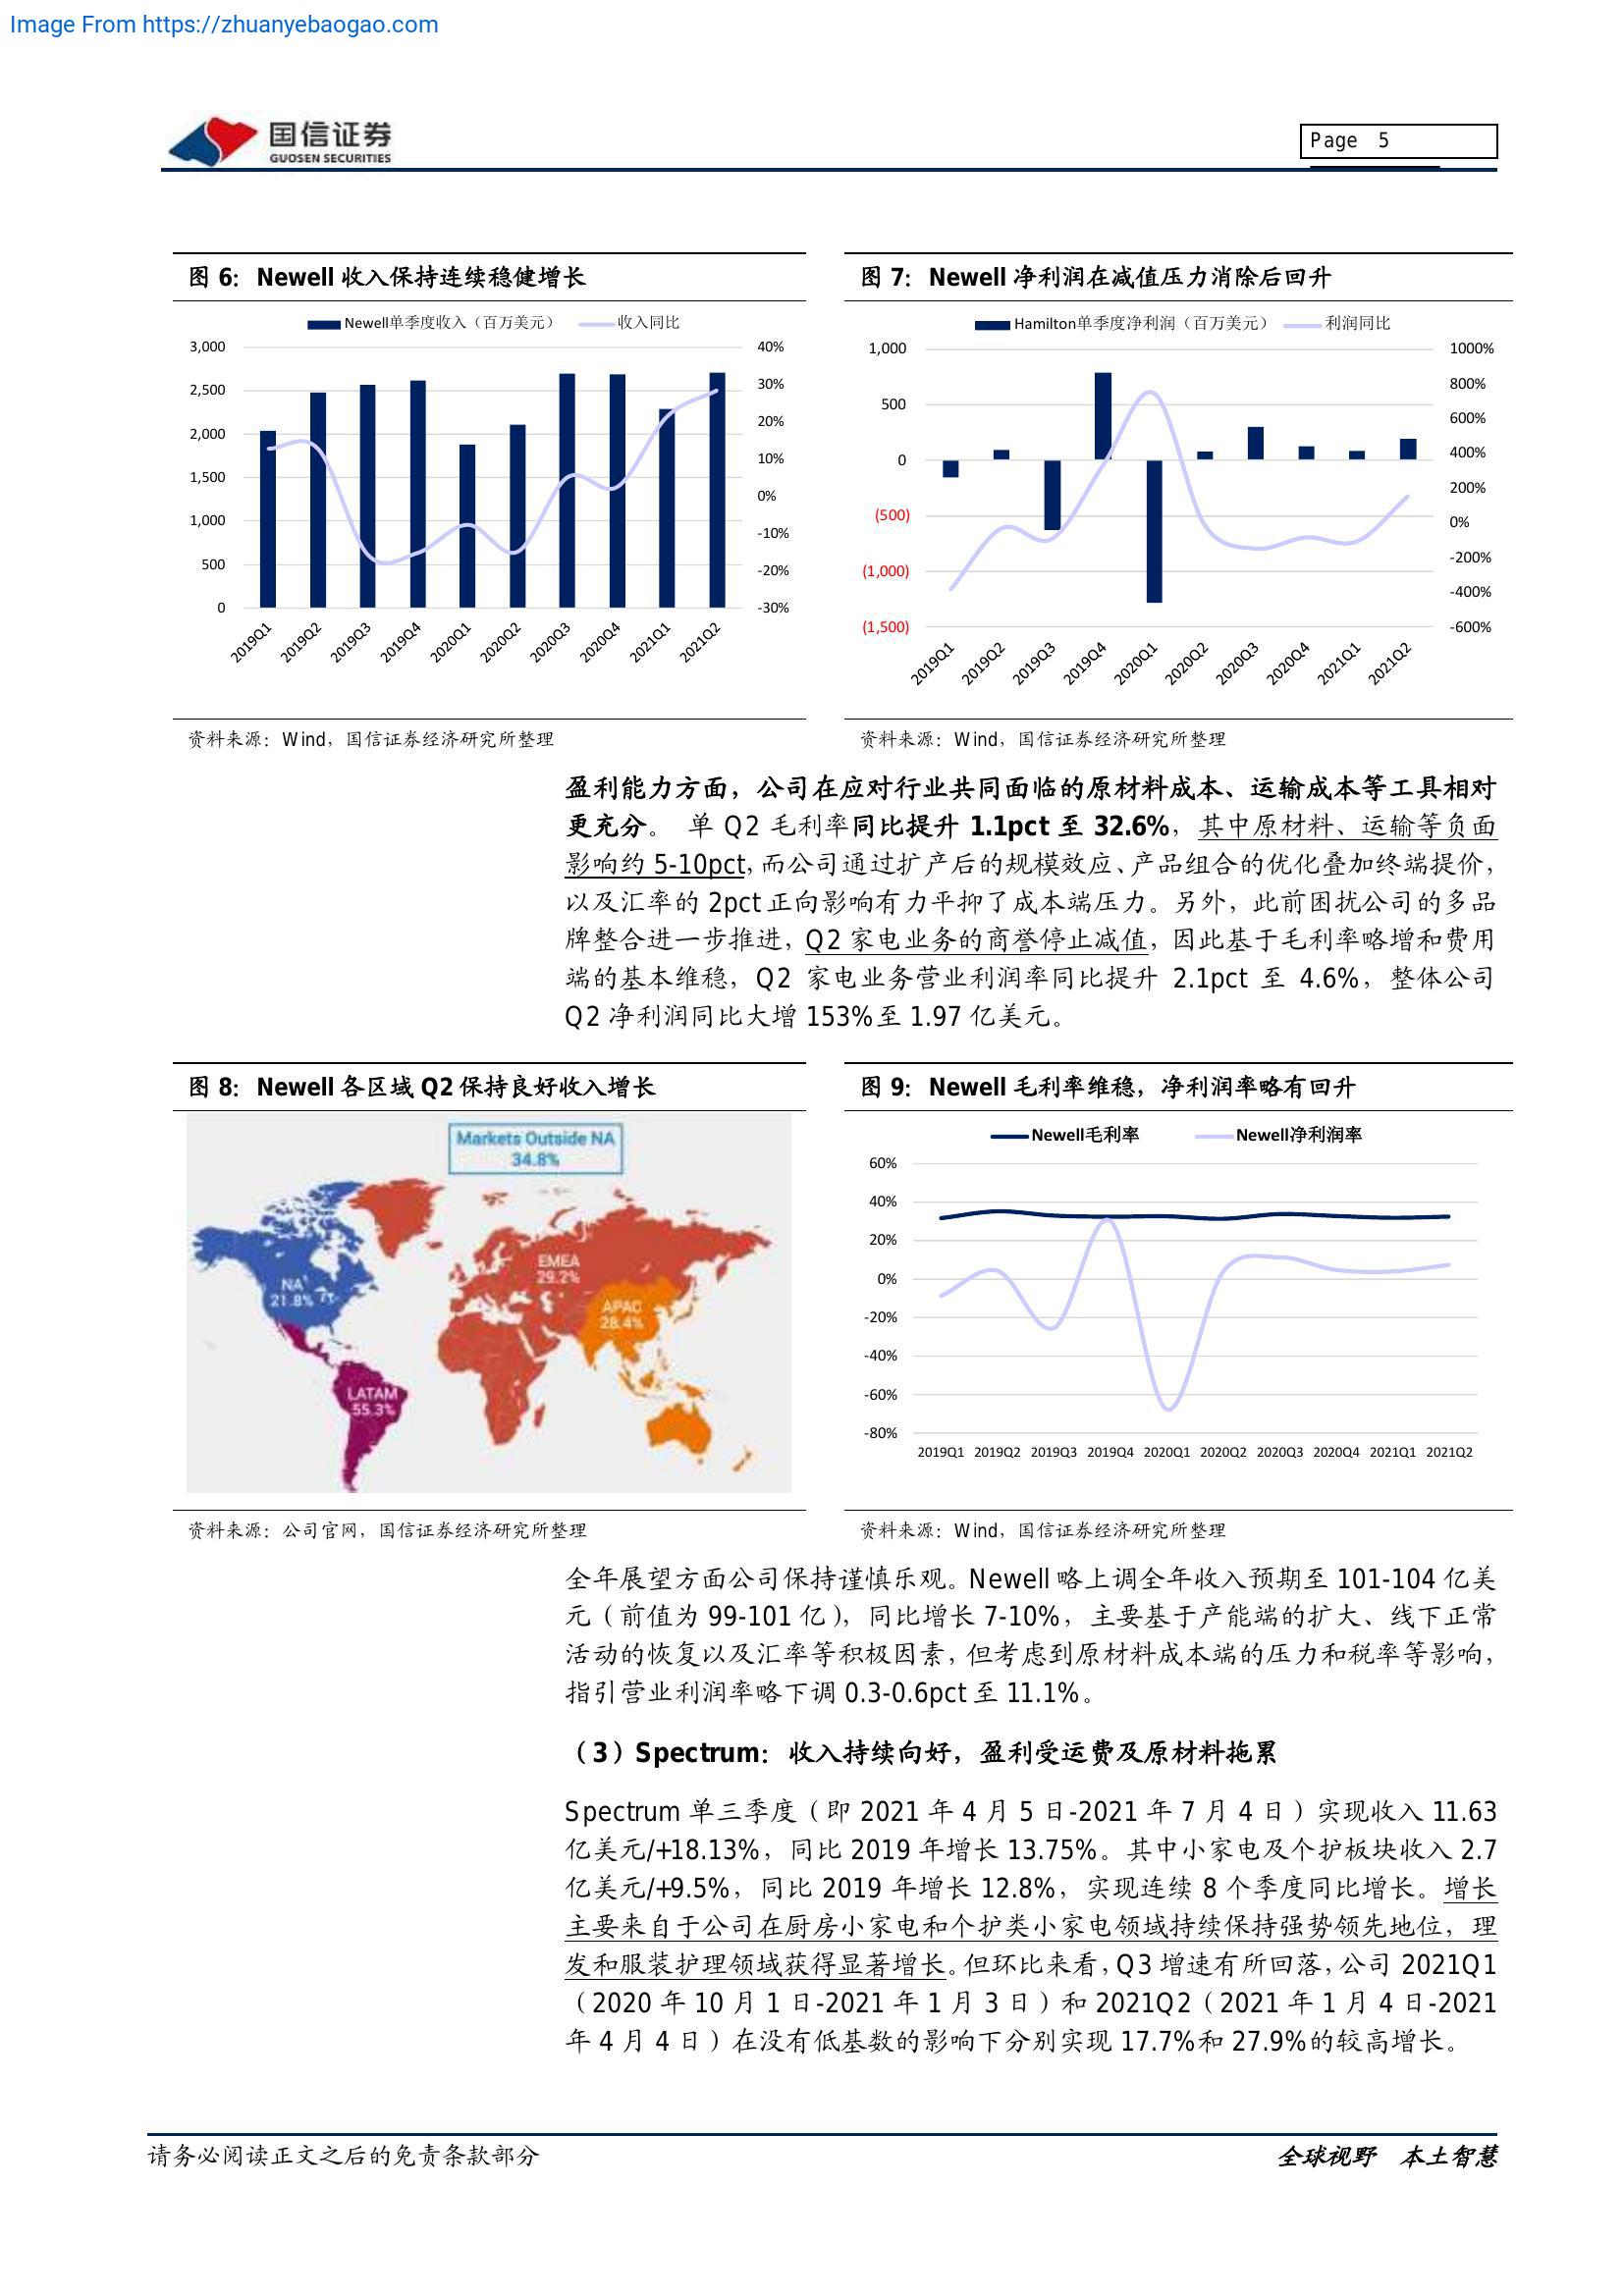 Image From https://zhuanyebaogao.com
国信证券
GUOSEN SECURITIES
Page 5
图 6：Newell 收入保持连续稳健增长
Newell单季度收入（百万美元） 收入同比
3,000
2,500
2,000
1,500
1,000
500
0
40%
30%
20%
10%
0%
-10%
-20%
-30%
2019Q1 2019Q2 2019Q3 2019Q4 2020Q1 2020Q2 2020Q3 2020Q4 2021Q1 2021Q2
资料来源：Wind，国信证券经济研究所整理
图 7：Newell 净利润在减值压力消除后回升
Hamilton单季度净利润（百万美元） 利润同比
1,000
500
0
(500)
(1,000)
(1,500)
1000%
800%
600%
400%
200%
0%
-200%
-400%
-600%
2019Q1 2019Q2 2019Q3 2019Q4 2020Q1 2020Q2 2020Q3 2020Q4 2021Q1 2021Q2
资料来源：Wind，国信证券经济研究所整理
盈利能力方面，公司在应对行业共同面临的原材料成本、运输成本等工具相对
更充分。 单 Q2 毛利率同比提升 1.1pct 至 32.6%，其中原材料、运输等负面
影响约 5-10pct，而公司通过扩产后的规模效应、产品组合的优化叠加终端提价，
以及汇率的 2pct 正向影响有力平抑了成本端压力。另外，此前困扰公司的多品
牌整合进一步推进，Q2 家电业务的商誉停止减值，因此基于毛利率略增和费用
端的基本维稳，Q2 家电业务营业利润率同比提升 2.1pct 至 4.6%，整体公司
Q2 净利润同比大增 153%至 1.97 亿美元。
图 8：Newell 各区域 Q2 保持良好收入增长
Markets Outside NA
34.8%
NA
21.8%
EMEA
29.2%
APAC
28.4%
LATAM
55.3%
资料来源：公司官网，国信证券经济研究所整理
图 9：Newell 毛利率维稳，净利润率略有回升
Newell毛利率 Newell净利润率
60%
40%
20%
0%
-20%
-40%
-60%
-80%
2019Q1 2019Q2 2019Q3 2019Q4 2020Q1 2020Q2 2020Q3 2020Q4 2021Q1 2021Q2
资料来源：Wind，国信证券经济研究所整理
全年展望方面公司保持谨慎乐观。Newell 略上调全年收入预期至 101-104 亿美
元（前值为 99-101 亿），同比增长 7-10%，主要基于产能端的扩大、线下正常
活动的恢复以及汇率等积极因素，但考虑到原材料成本端的压力和税率等影响，
指引营业利润率略下调 0.3-0.6pct 至 11.1%。
（3）Spectrum：收入持续向好，盈利受运费及原材料拖累
Spectrum 单三季度（即 2021 年 4 月 5 日-2021 年 7 月 4 日）实现收入 11.63
亿美元/+18.13%，同比 2019 年增长 13.75%。其中小家电及个护板块收入 2.7
亿美元/+9.5%，同比 2019 年增长 12.8%，实现连续 8 个季度同比增长。增长
主要来自于公司在厨房小家电和个护类小家电领域持续保持强势领先地位，理
发和服装护理领域获得显著增长。但环比来看，Q3 增速有所回落，公司 2021Q1
（2020 年 10 月 1 日-2021 年 1 月 3 日）和 2021Q2（2021 年 1 月 4 日-2021
年 4 月 4 日）在没有低基数的影响下分别实现 17.7%和 27.9%的较高增长。
请务必阅读正文之后的免责条款部分
全球视野 本土智慧